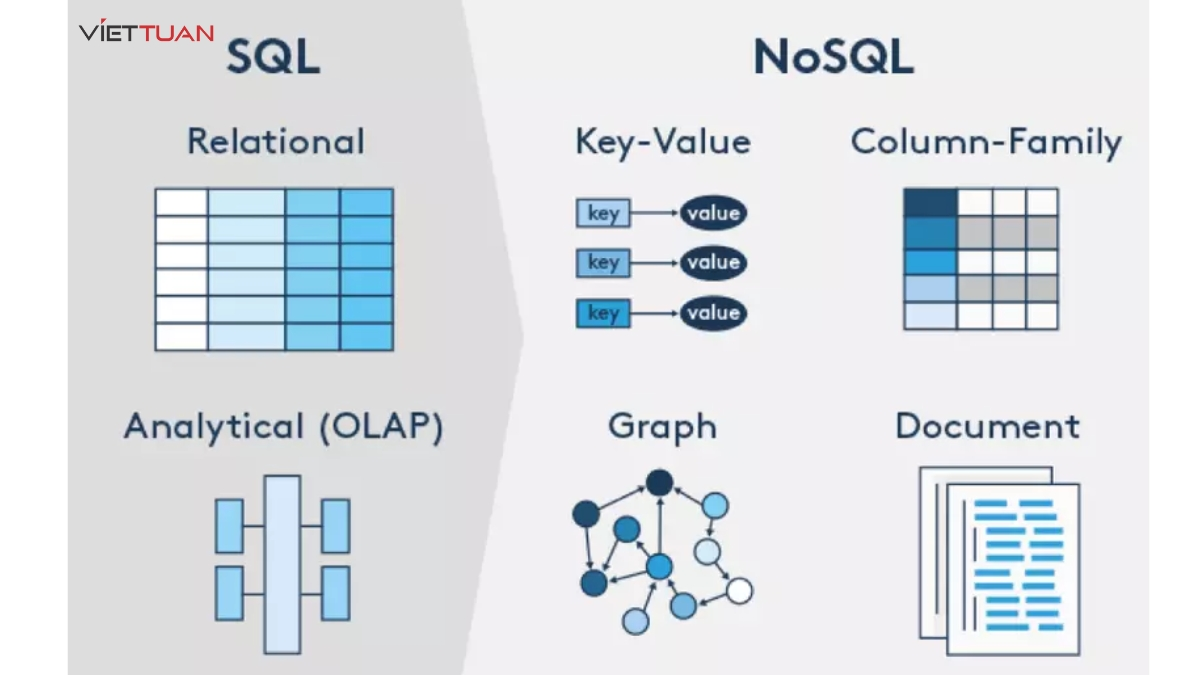 VIETTUAN
SQL
NoSQL
Relational
Key-Value
Column-Family
key
value
key
value
key
value
Analytical (OLAP)
Graph
Document